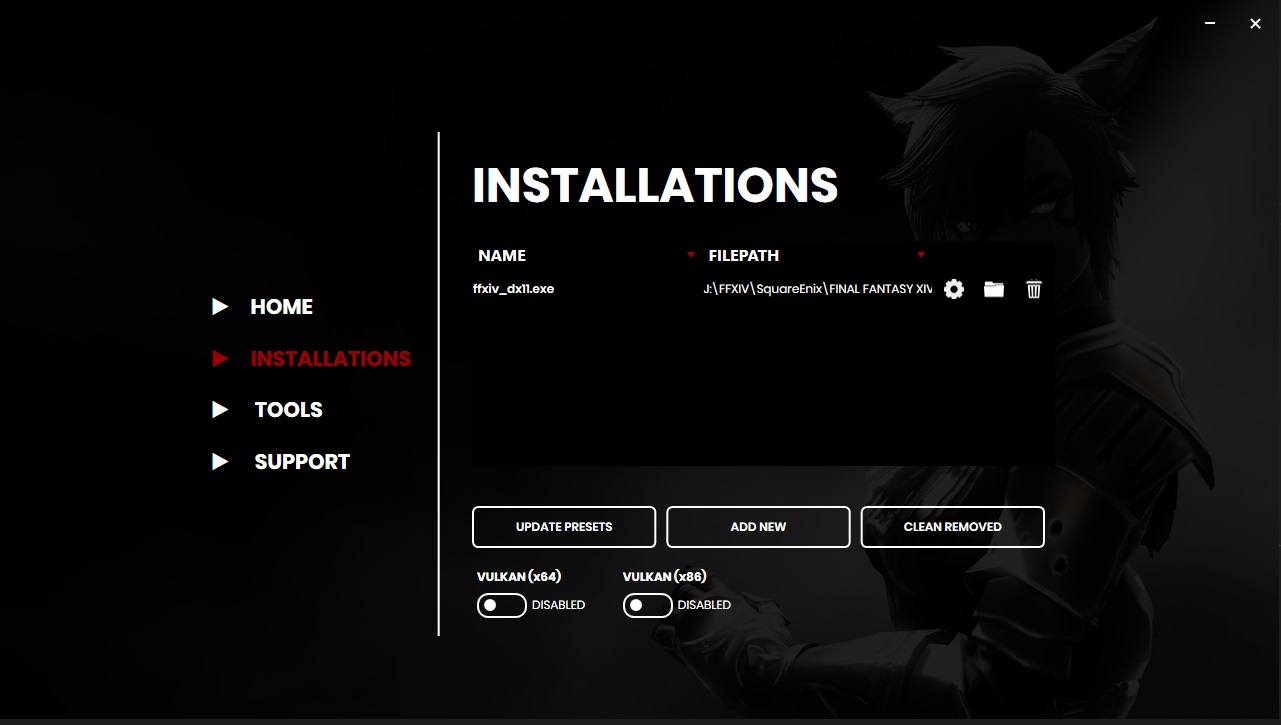 INSTALLATIONS
NAME FILEPATH
ffxiv_dx11.exe J:\FFXIV\SquareEnix\FINAL FANTASY XIV
HOME
INSTALLATIONS
TOOLS
SUPPORT
UPDATE PRESETS ADD NEW CLEAN REMOVED
VULKAN (x64) VULKAN (x86)
DISABLED DISABLED